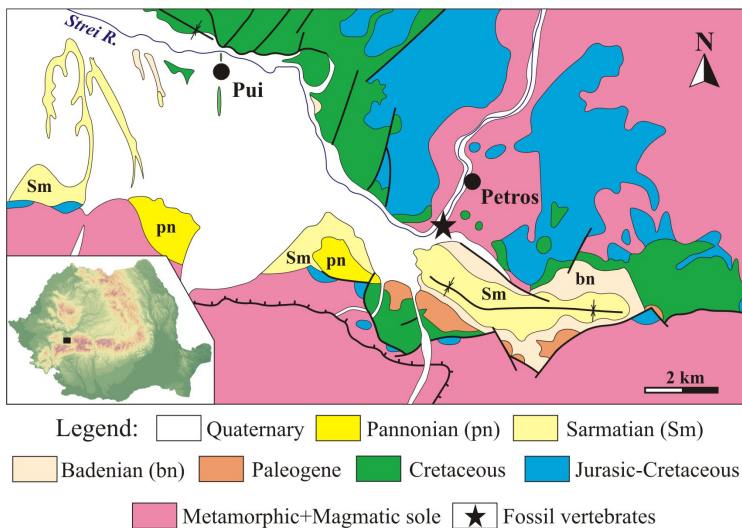 Strei R.
N
Pui
Petros
Sm
pn
pn
Sm
bn
Sm
2 km
Legend: Quaternary Pannonian (pn) Sarmatian (Sm)
Badenian (bn) Paleogene Cretaceous Jurasic-Cretaceous
Metamorphic+Magmatic sole Fossil vertebrates